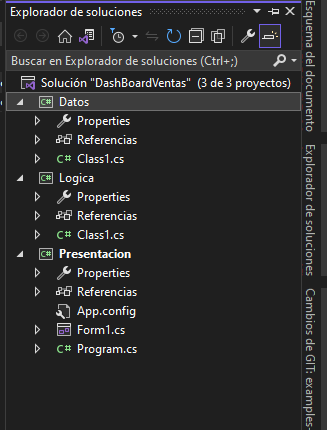 Explorador de soluciones
Buscar en Explorador de soluciones (Ctrl+;)
Solución "DashBoardVentas" (3 de 3 proyectos)
C# Datos
Properties
Referencias
C# Class1.cs
C# Logica
Properties
Referencias
C# Class1.cs
C# Presentacion
Properties
Referencias
App.config
Form1.cs
C# Program.cs
Esquema del documento
Explorador de soluciones
Cambios de GIT: examples-